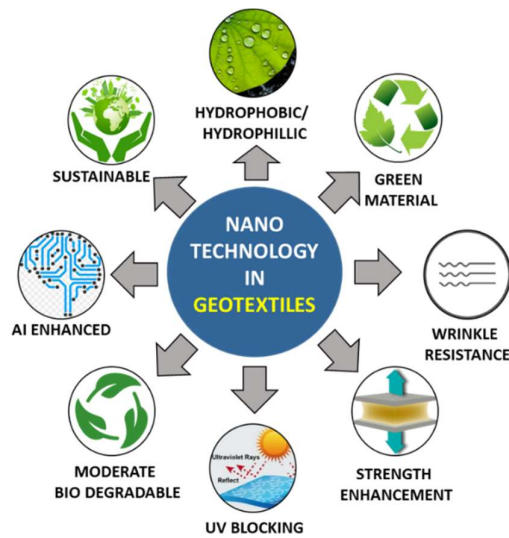 HYDROPHOBIC/
HYDROPHILLIC
SUSTAINABLE
GREEN
MATERIAL
NANO
TECHNOLOGY
IN
GEOTEXTILES
AI ENHANCED
WRINKLE
RESISTANCE
MODERATE
BIO DEGRADABLE
Ultraviolet Rays
Reflect
UV BLOCKING
STRENGTH
ENHANCEMENT